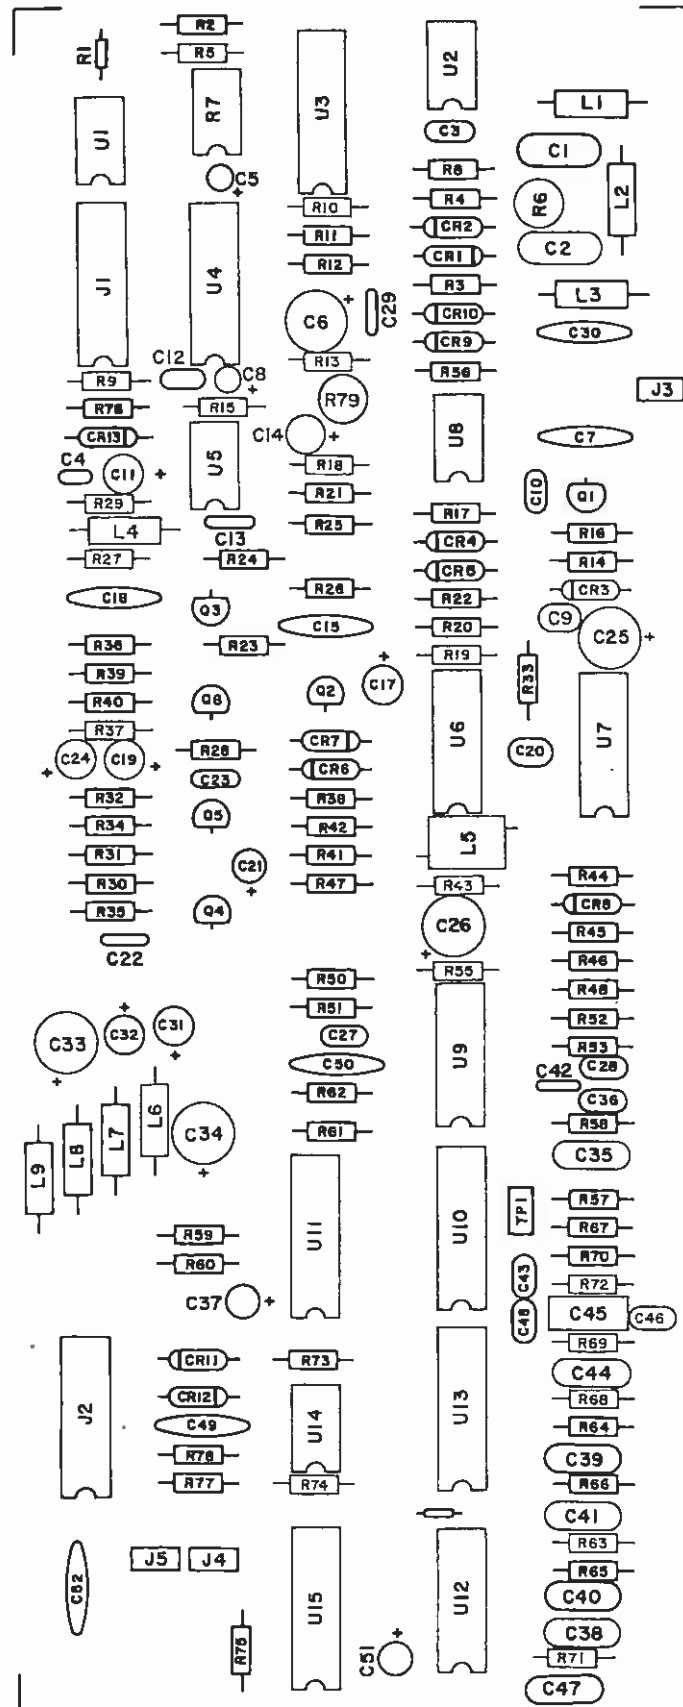 R2
R1
R5
U2
R7
U3
L1
U1
C3
C1
R8
C5
+
R4
R6
L2
R10
CR2
R11
C2
CR1
J1
U4
R12
R3
L3
+
C6
C29
CR10
C30
CR9
C12
C8
R13
R56
R9
+
J3
R76
R15
R79
CR13
C14
+
U8
C7
C4
C11
+
U5
R18
C10
Q1
R29
R21
R17
L4
R25
R16
C13
CR4
R27
R24
R14
CR5
R26
CR3
C18
R22
Q3
C9
C15
R20
C25
+
R36
R23
R19
+
R39
R33
C17
R40
Q6
Q2
U6
U7
R37
CR7
C24
C19
R28
C20
+
+
CR6
C23
R32
R38
R34
Q5
R42
L5
R31
R41
C21
R44
R30
+
R47
R43
R35
Q4
CR8
C26
R45
C22
+
R46
R55
R50
R48
+
R51
R52
C33
C32
C31
C27
U9
R53
+
+
C50
C42
C28
R62
C36
L6
R58
L7
C34
R61
C35
L8
L9
+
U11
U10
TP1
R57
R67
R59
R70
R60
C43
R72
C37
+
C48
C45
C46
R69
CR11
R73
C44
CR12
J2
U14
U13
R68
C49
R64
R78
C39
R77
R74
R66
C41
R63
J5
J4
R65
C52
U15
U12
C40
C38
R75
+
C51
R71
C47